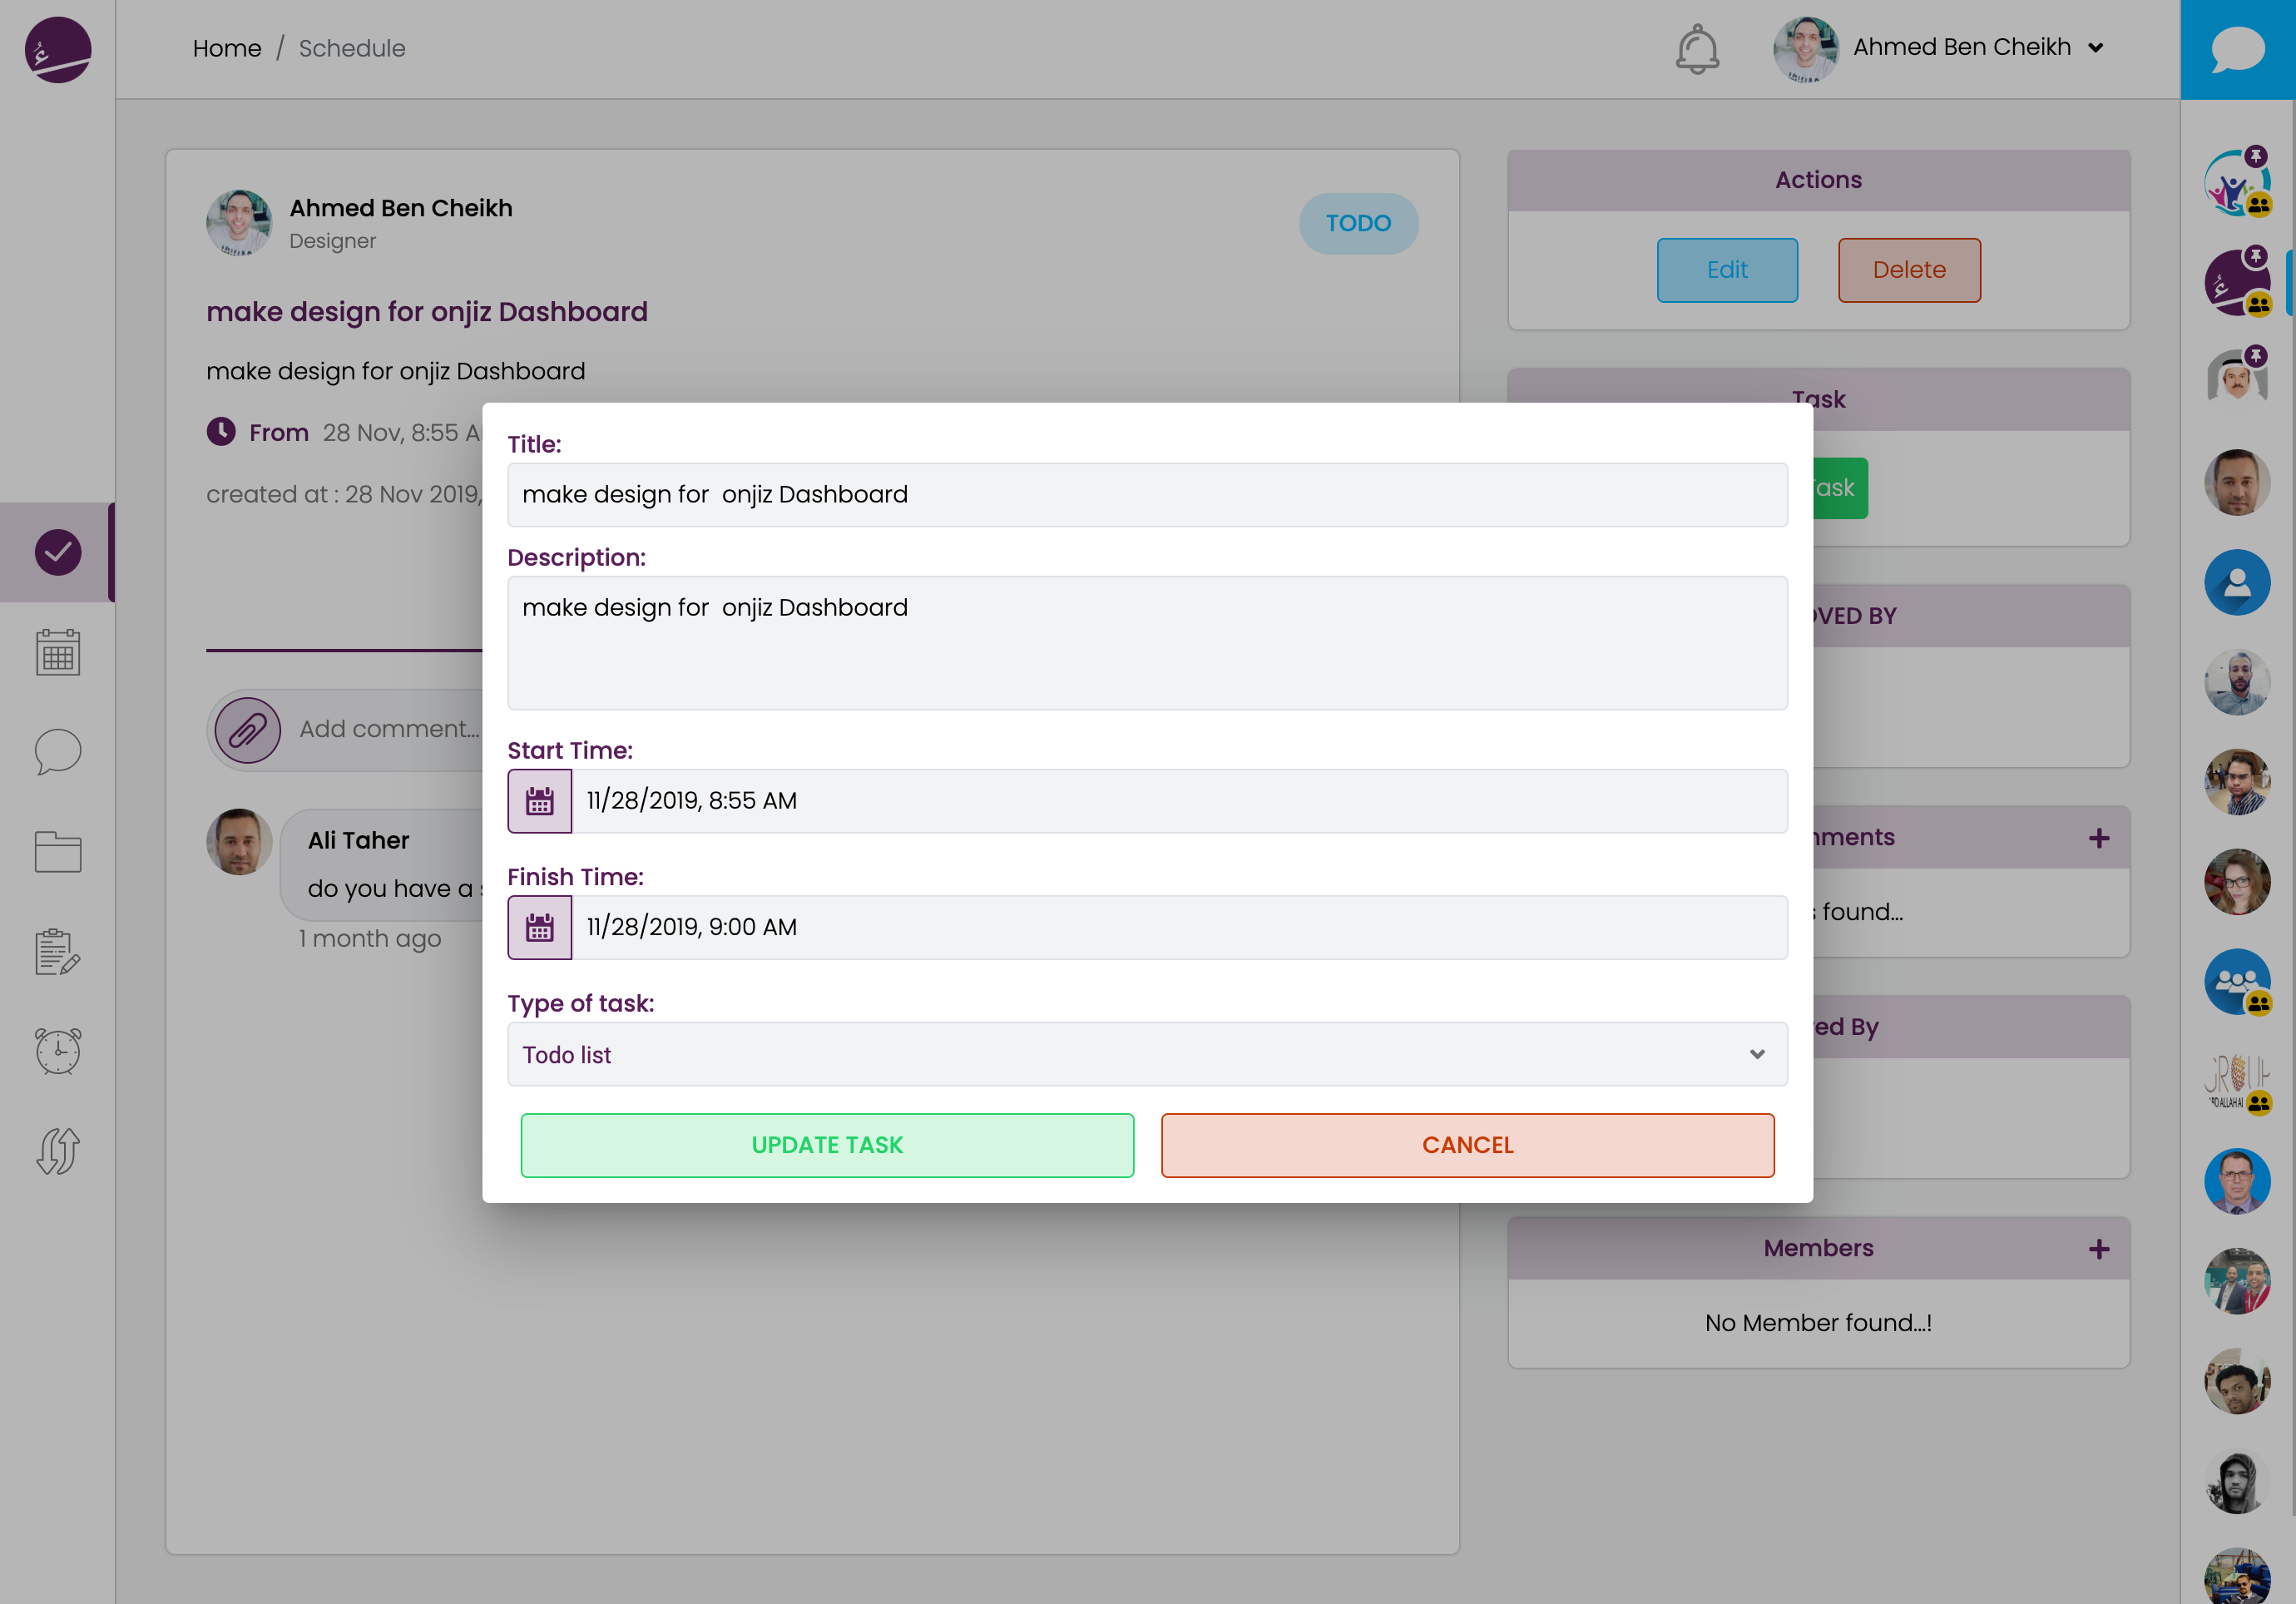 Home / Schedule
Ahmed Ben Cheikh
Ahmed Ben Cheikh
Designer
TODO
make design for onjiz Dashboard
make design for onjiz Dashboard
From 28 Nov, 8:55
created at : 28 Nov 2019,
Add comment...
Ali Taher
do you have a
1 month ago
Title:
make design for  onjiz Dashboard
Description:
make design for  onjiz Dashboard
Start Time:
11/28/2019, 8:55 AM
Finish Time:
11/28/2019, 9:00 AM
Type of task:
Todo list
UPDATE TASK
CANCEL
Actions
Edit
Delete
Task
Task
OVED BY
mments
found...
ed By
Members
No Member found...!